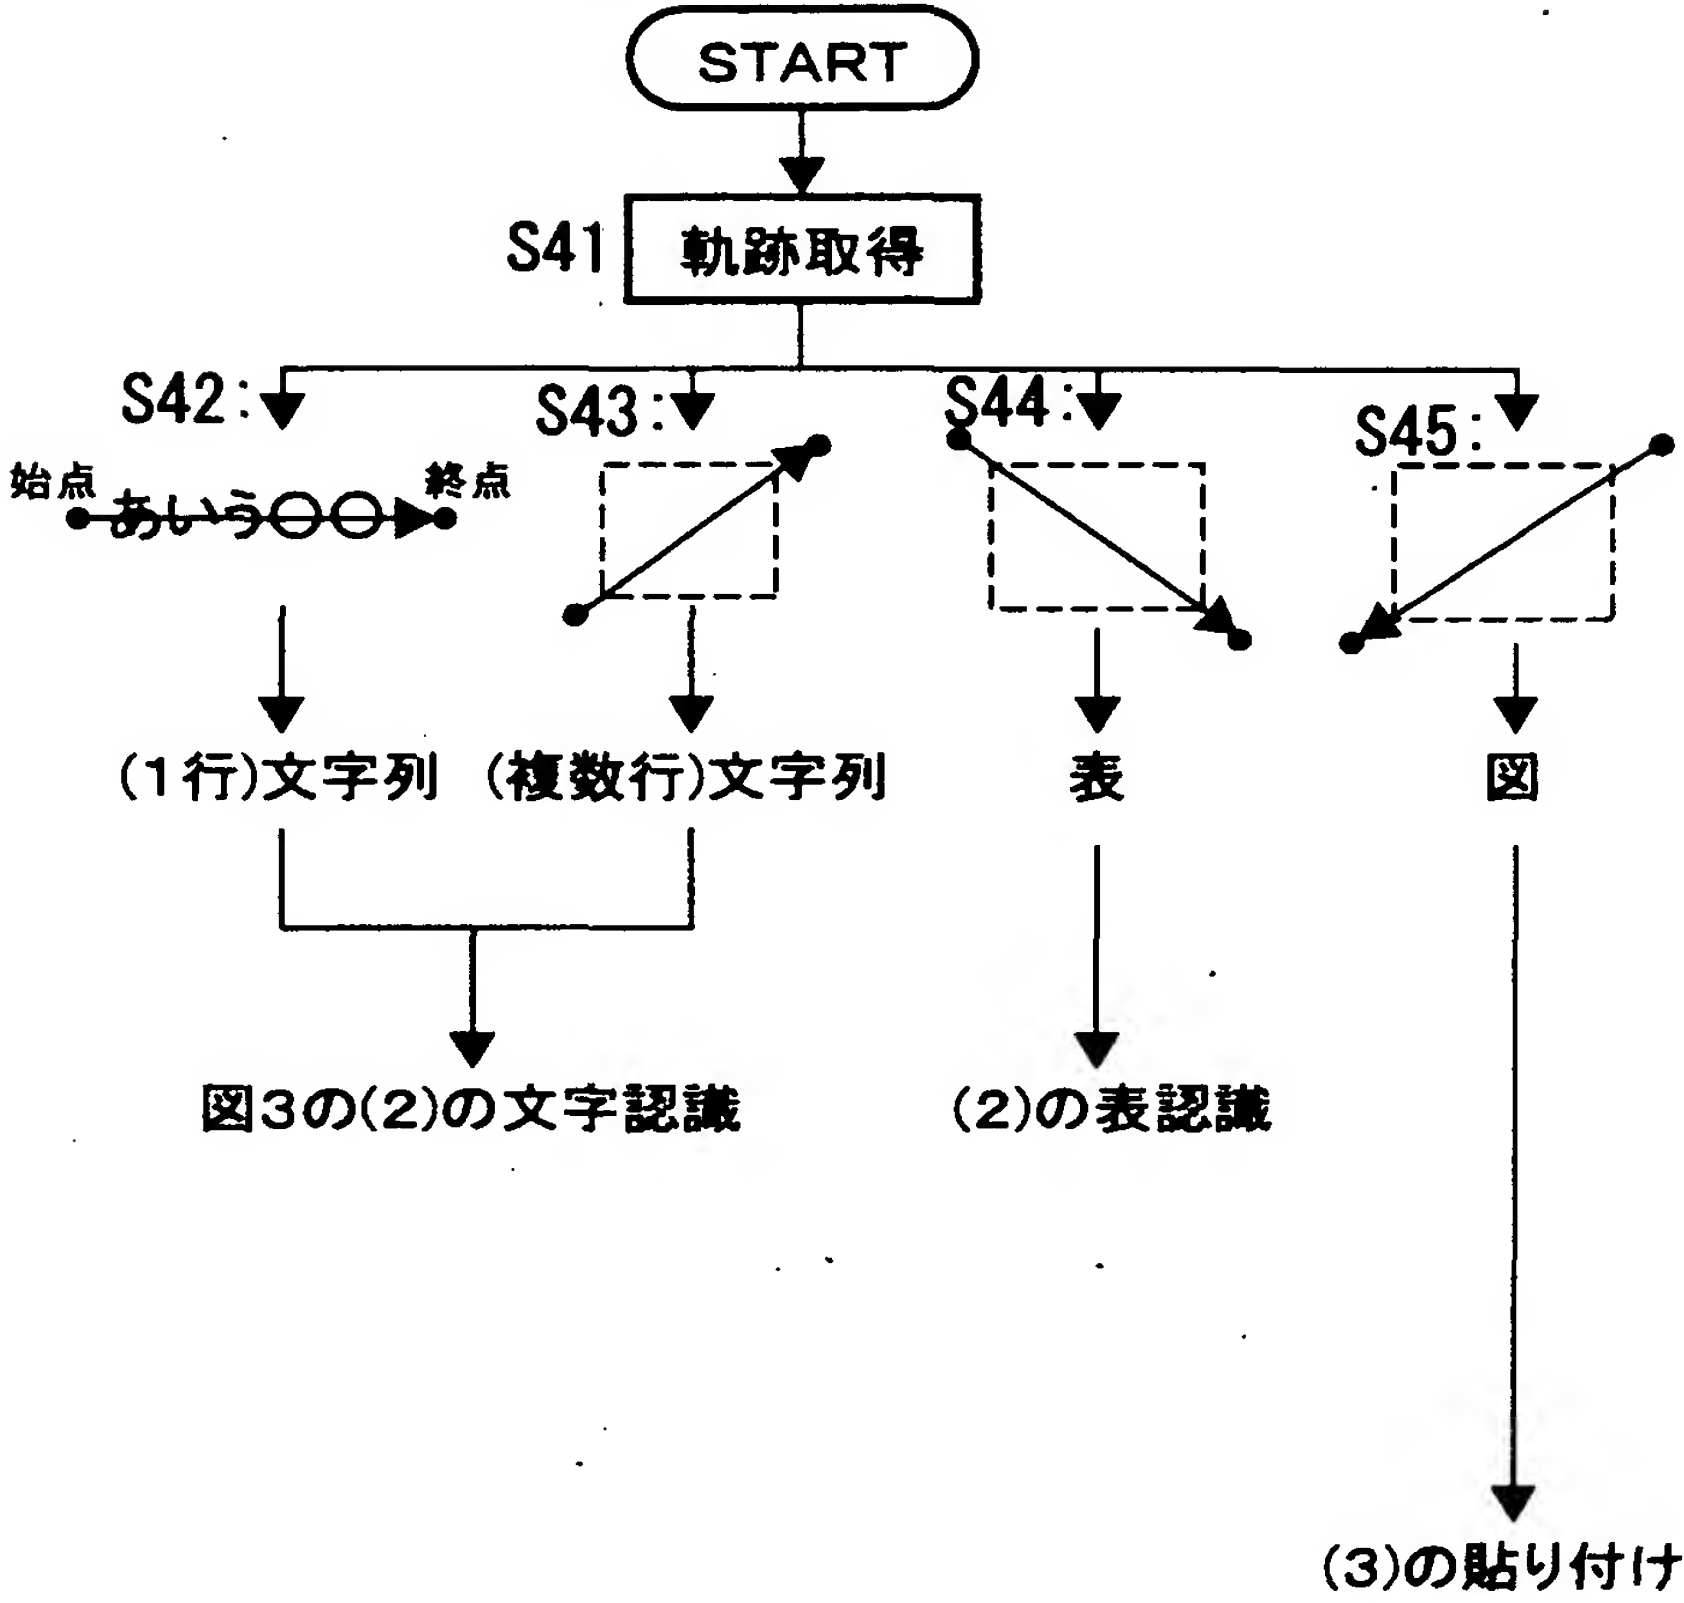 START
S41 軌跡取得
S42: S43: S44: S45:
始点 終点
あいう○○
(1行)文字列 (複数行)文字列 表 図
図3の(2)の文字認識 (2)の表認識
(3)の貼り付け